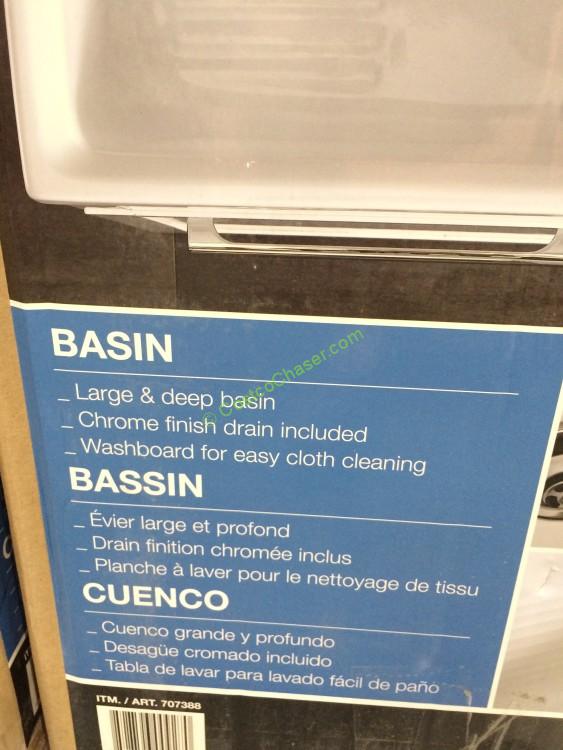 BASIN
_ Large & deep basin
© CostcoChaser.com
_ Chrome finish drain included
_ Washboard for easy cloth cleaning
BASSIN
_ Évier large et profond
_ Drain finition chromée inclus
_ Planche à laver pour le nettoyage de tissu
CUENCO
_ Cuenco grande y profundo
_ Desagüe cromado incluido
_ Tabla de lavar para lavado fácil de paño
ITM. / ART. 707388